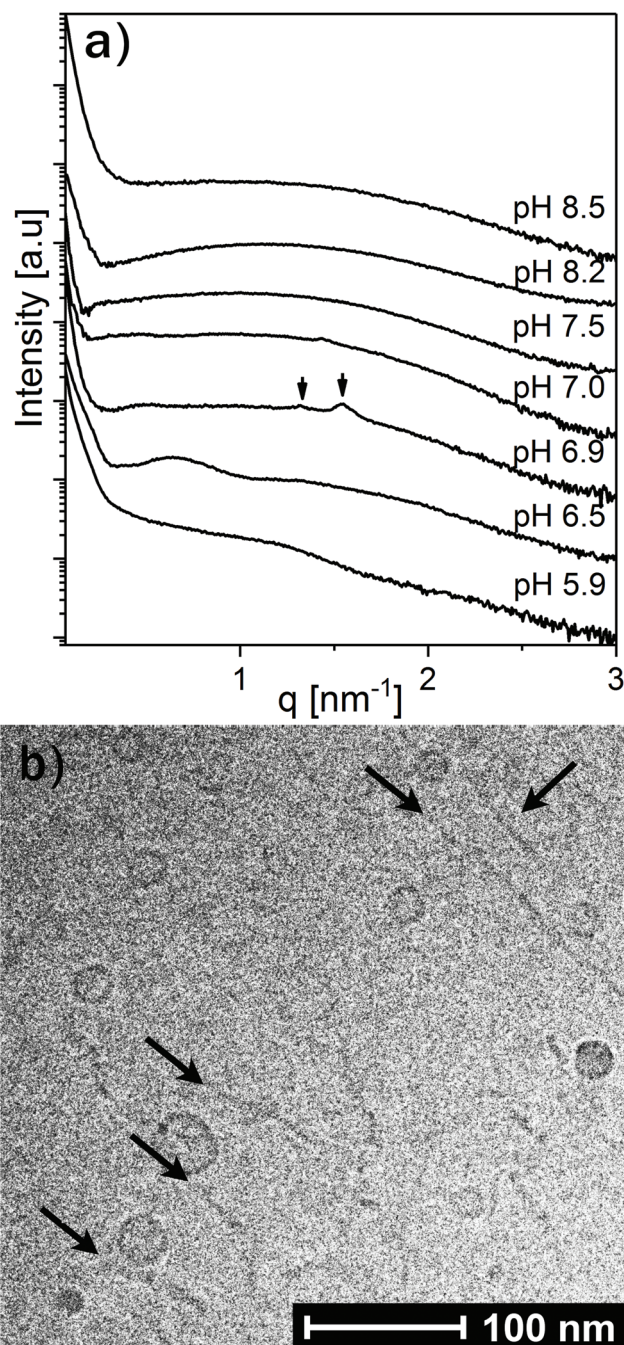 a)
Intensity [a.u]
pH 8.5
pH 8.2
pH 7.5
pH 7.0
pH 6.9
pH 6.5
pH 5.9
1 2 3
q [nm⁻¹]
b)
100 nm